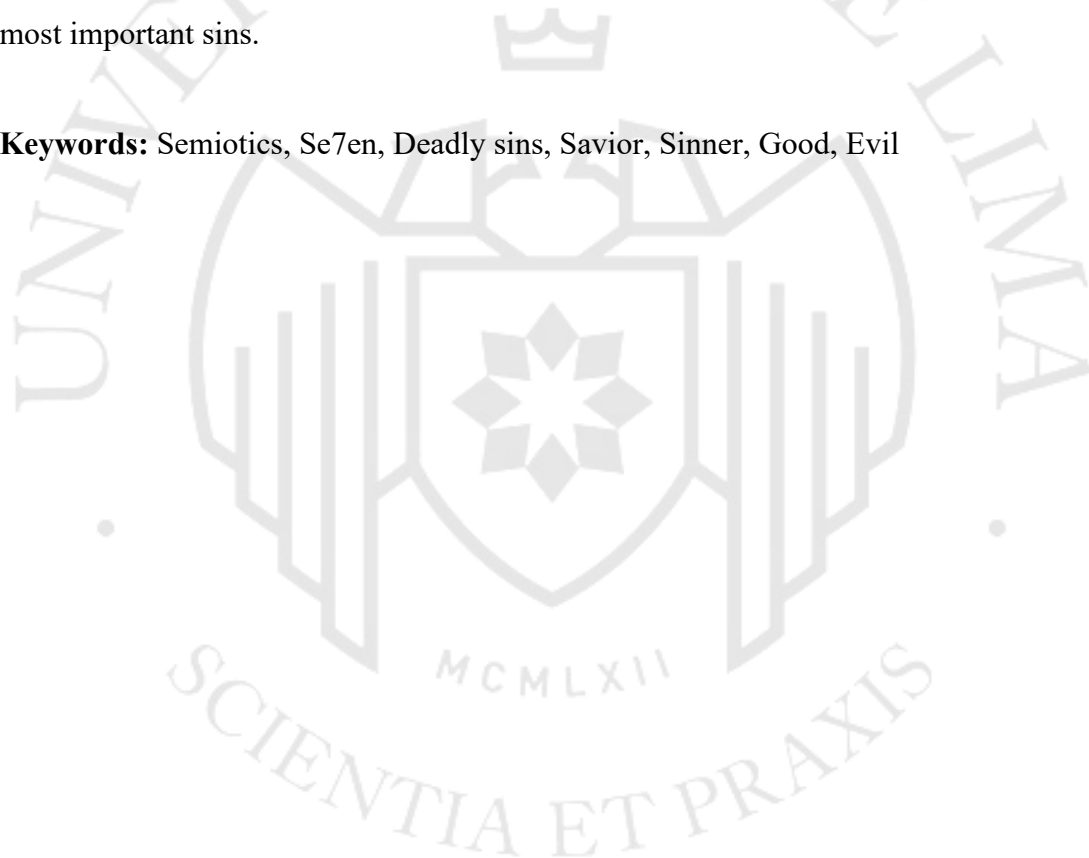 most important sins.
Keywords: Semiotics, Se7en, Deadly sins, Savior, Sinner, Good, Evil
MCMLXII
SCIENTIA ET PRAXIS